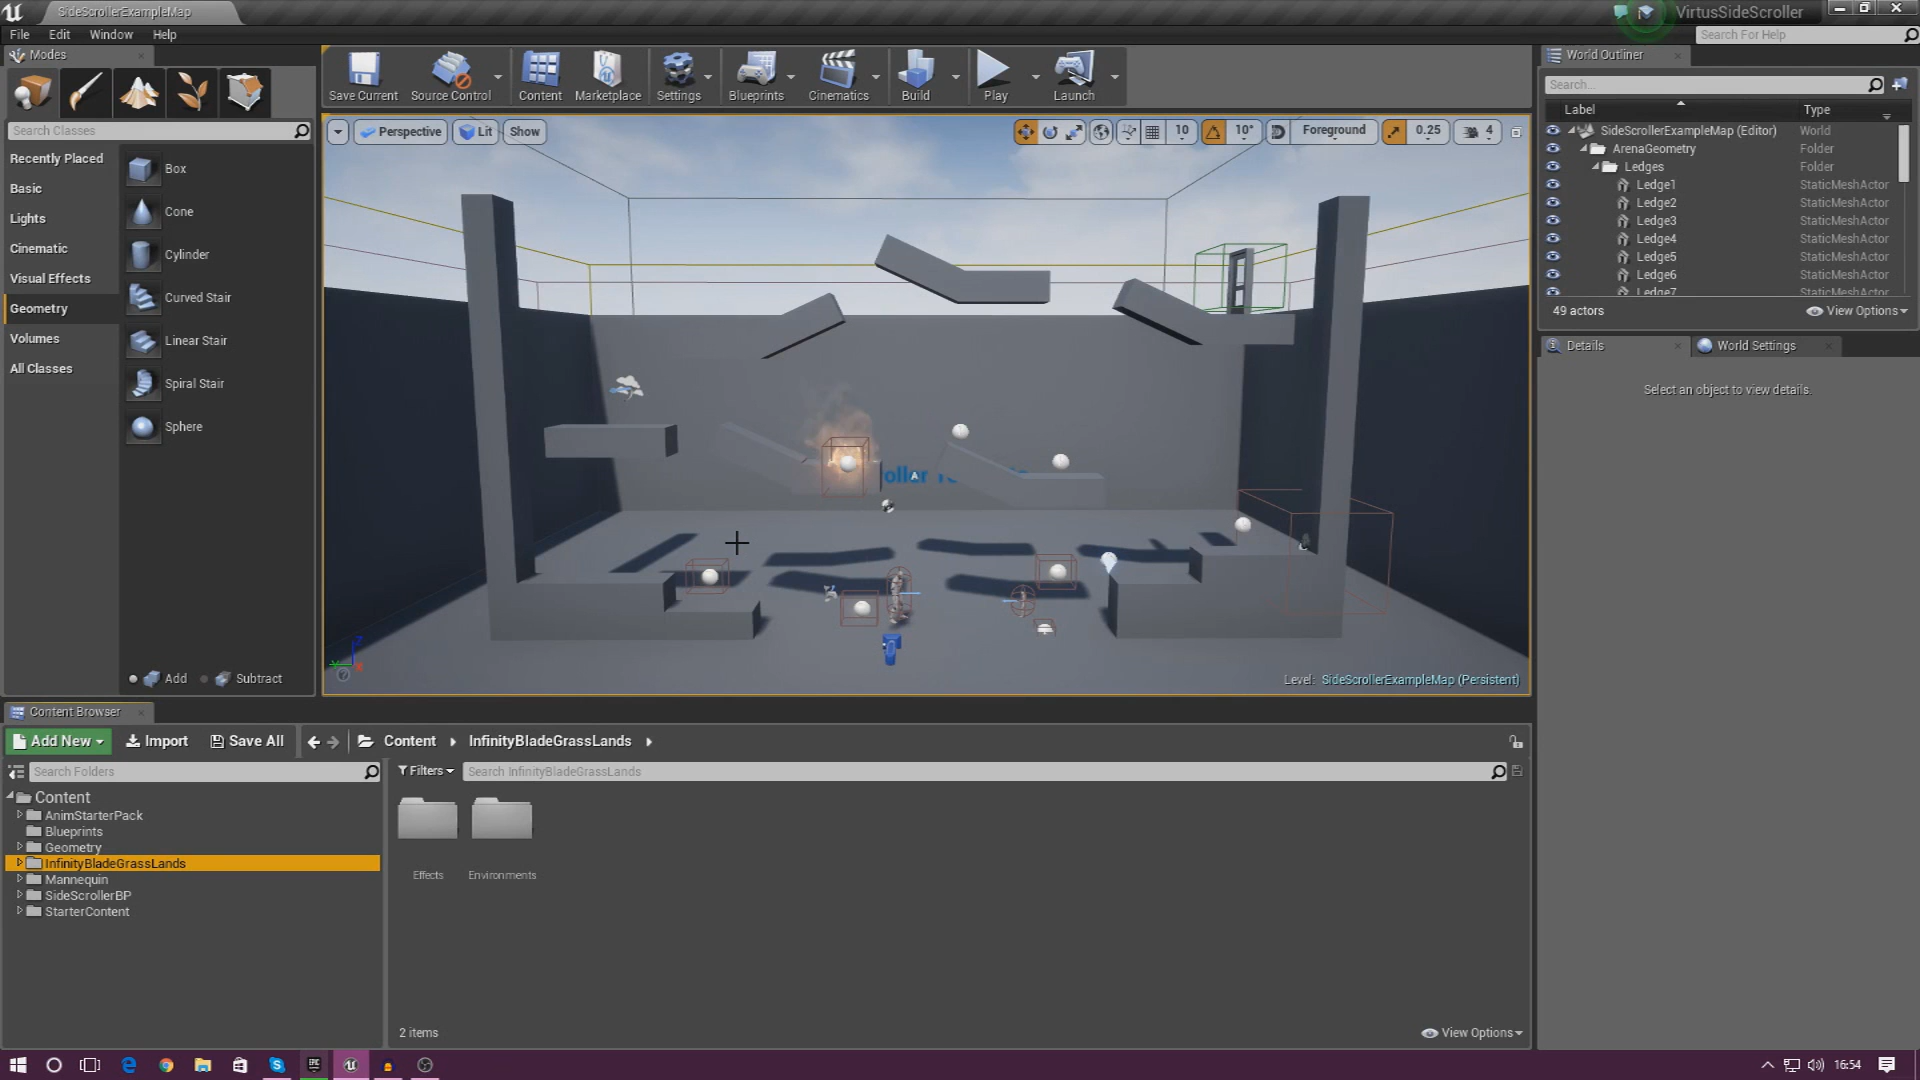 SideScrollerExampleMap
VirtusSideScroller
File Edit Window Help
Search For Help
Modes
Search Classes
Recently Placed
Basic
Lights
Cinematic
Visual Effects
Geometry
Volumes
All Classes
Box
Cone
Cylinder
Curved Stair
Linear Stair
Spiral Stair
Sphere
Add Subtract
Save Current Source Control Content Marketplace Settings Blueprints Cinematics Build Play Launch
Perspective Lit Show
10 10° Foreground 0.25 4
oller
A
Level: SideScrollerExampleMap (Persistent)
World Outliner
Search...
Label Type
SideScrollerExampleMap (Editor) World
ArenaGeometry Folder
Ledges Folder
Ledge1 StaticMeshActor
Ledge2 StaticMeshActor
Ledge3 StaticMeshActor
Ledge4 StaticMeshActor
Ledge5 StaticMeshActor
Ledge6 StaticMeshActor
Ledge7 StaticMeshActor
49 actors View Options
Details World Settings
Select an object to view details.
Content Browser
Add New Import Save All Content InfinityBladeGrassLands
Search Folders
Filters Search InfinityBladeGrassLands
Content
AnimStarterPack
Blueprints
Geometry
InfinityBladeGrassLands
Mannequin
SideScrollerBP
StarterContent
Effects Environments
2 items View Options
16:54